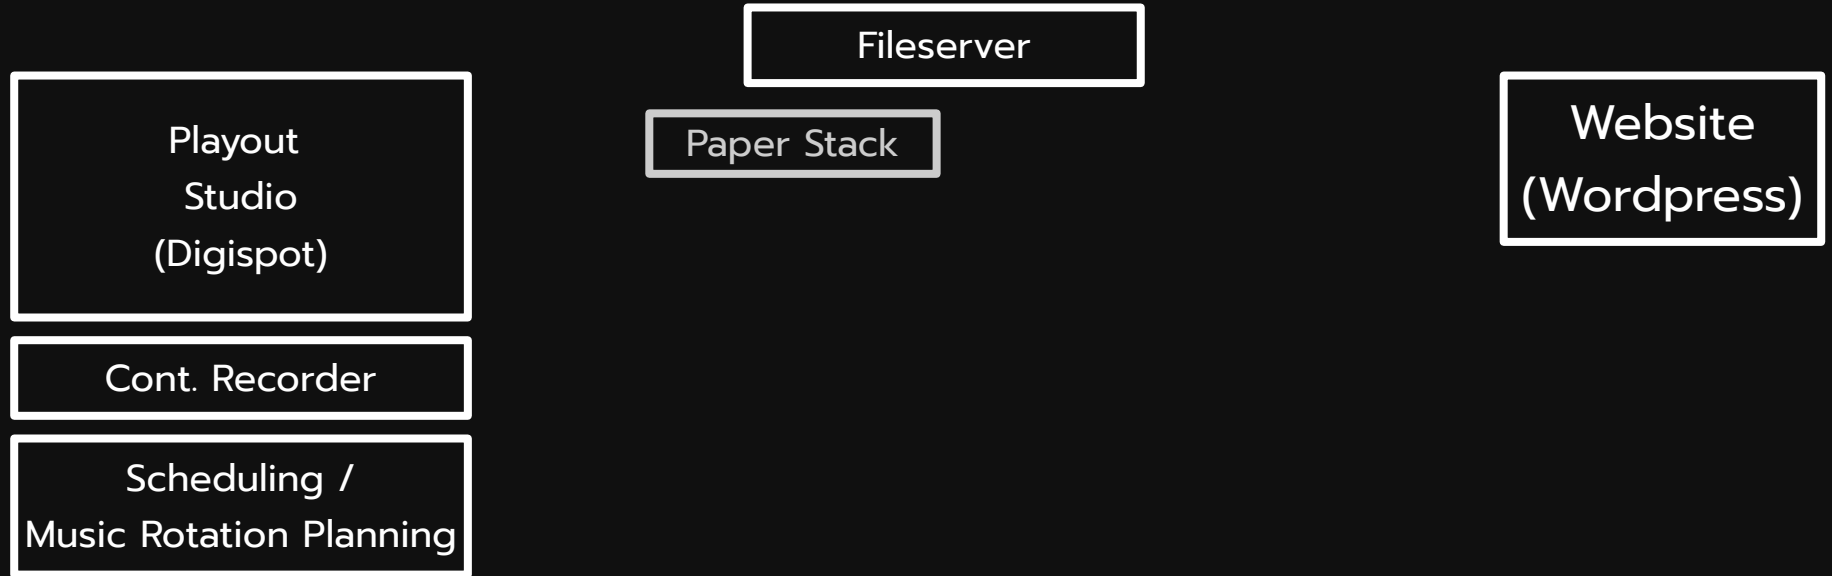 Fileserver
Playout
Studio
(Digispot)
Paper Stack
Website
(Wordpress)
Cont. Recorder
Scheduling /
Music Rotation Planning